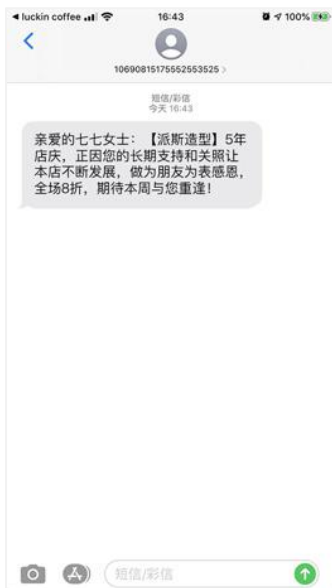 luckin coffee
16:43
100%
10690815175552553525 >
短信/彩信
今天 16:43
亲爱的七七女士：【派斯造型】5年
店庆，正因您的长期支持和关照让
本店不断发展，做为朋友为表感恩，
全场8折，期待本周与您重逢！
短信/彩信